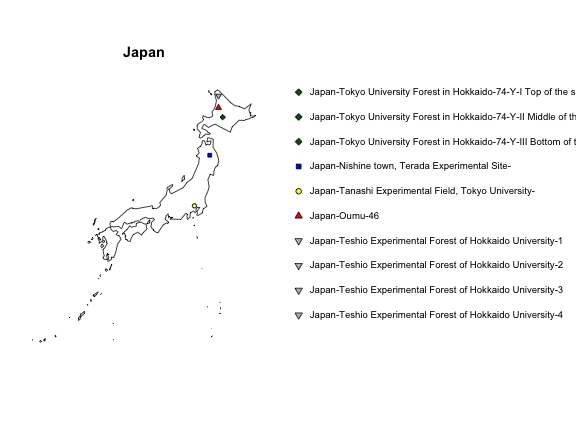 Japan
Japan-Tokyo University Forest in Hokkaido-74-Y-I Top of the s
Japan-Tokyo University Forest in Hokkaido-74-Y-II Middle of th
Japan-Tokyo University Forest in Hokkaido-74-Y-III Bottom of t
Japan-Nishine town, Terada Experimental Site-
Japan-Tanashi Experimental Field, Tokyo University-
Japan-Oumu-46
Japan-Teshio Experimental Forest of Hokkaido University-1
Japan-Teshio Experimental Forest of Hokkaido University-2
Japan-Teshio Experimental Forest of Hokkaido University-3
Japan-Teshio Experimental Forest of Hokkaido University-4